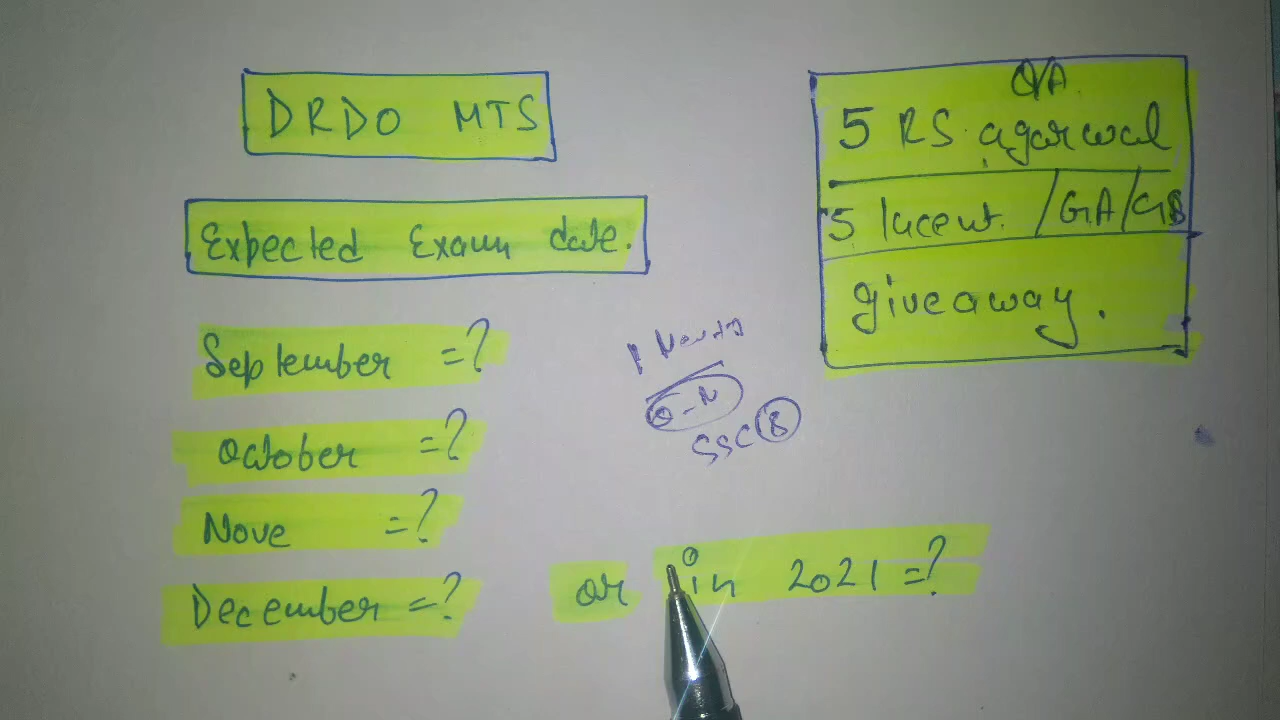 DRDO MTS
Expected Exam date.
September =?
October =?
Nove =?
December =?
or in 2021 =?
Q/A
5 RS agarwal
5 lucent. /GA/GS
giveaway.
O-N
SSC 8